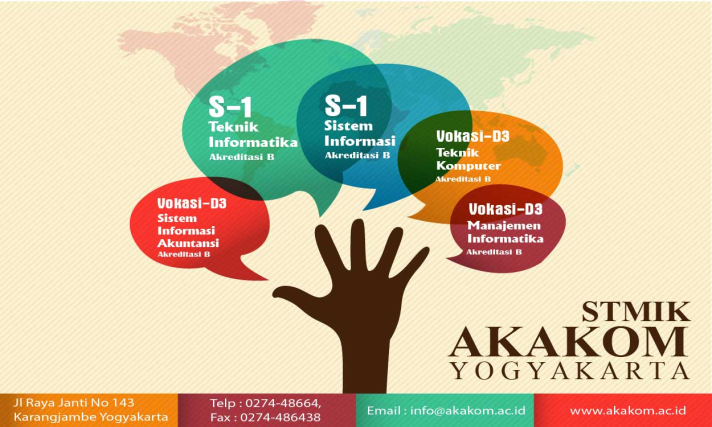 S-1
Teknik
Informatika
Akreditasi B
S-1
Sistem
Informasi
Akreditasi B
Vokasi-D3
Teknik
Komputer
Akreditasi B
Vokasi-D3
Sistem
Informasi
Akuntansi
Akreditasi B
Vokasi-D3
Manajemen
Informatika
Akreditasi B
STMIK
AKAKOM
YOGYAKARTA
Jl Raya Janti No 143
Karangjambe Yogyakarta
Telp : 0274-48664,
Fax : 0274-486438
Email : info@akakom.ac.id
www.akakom.ac.id